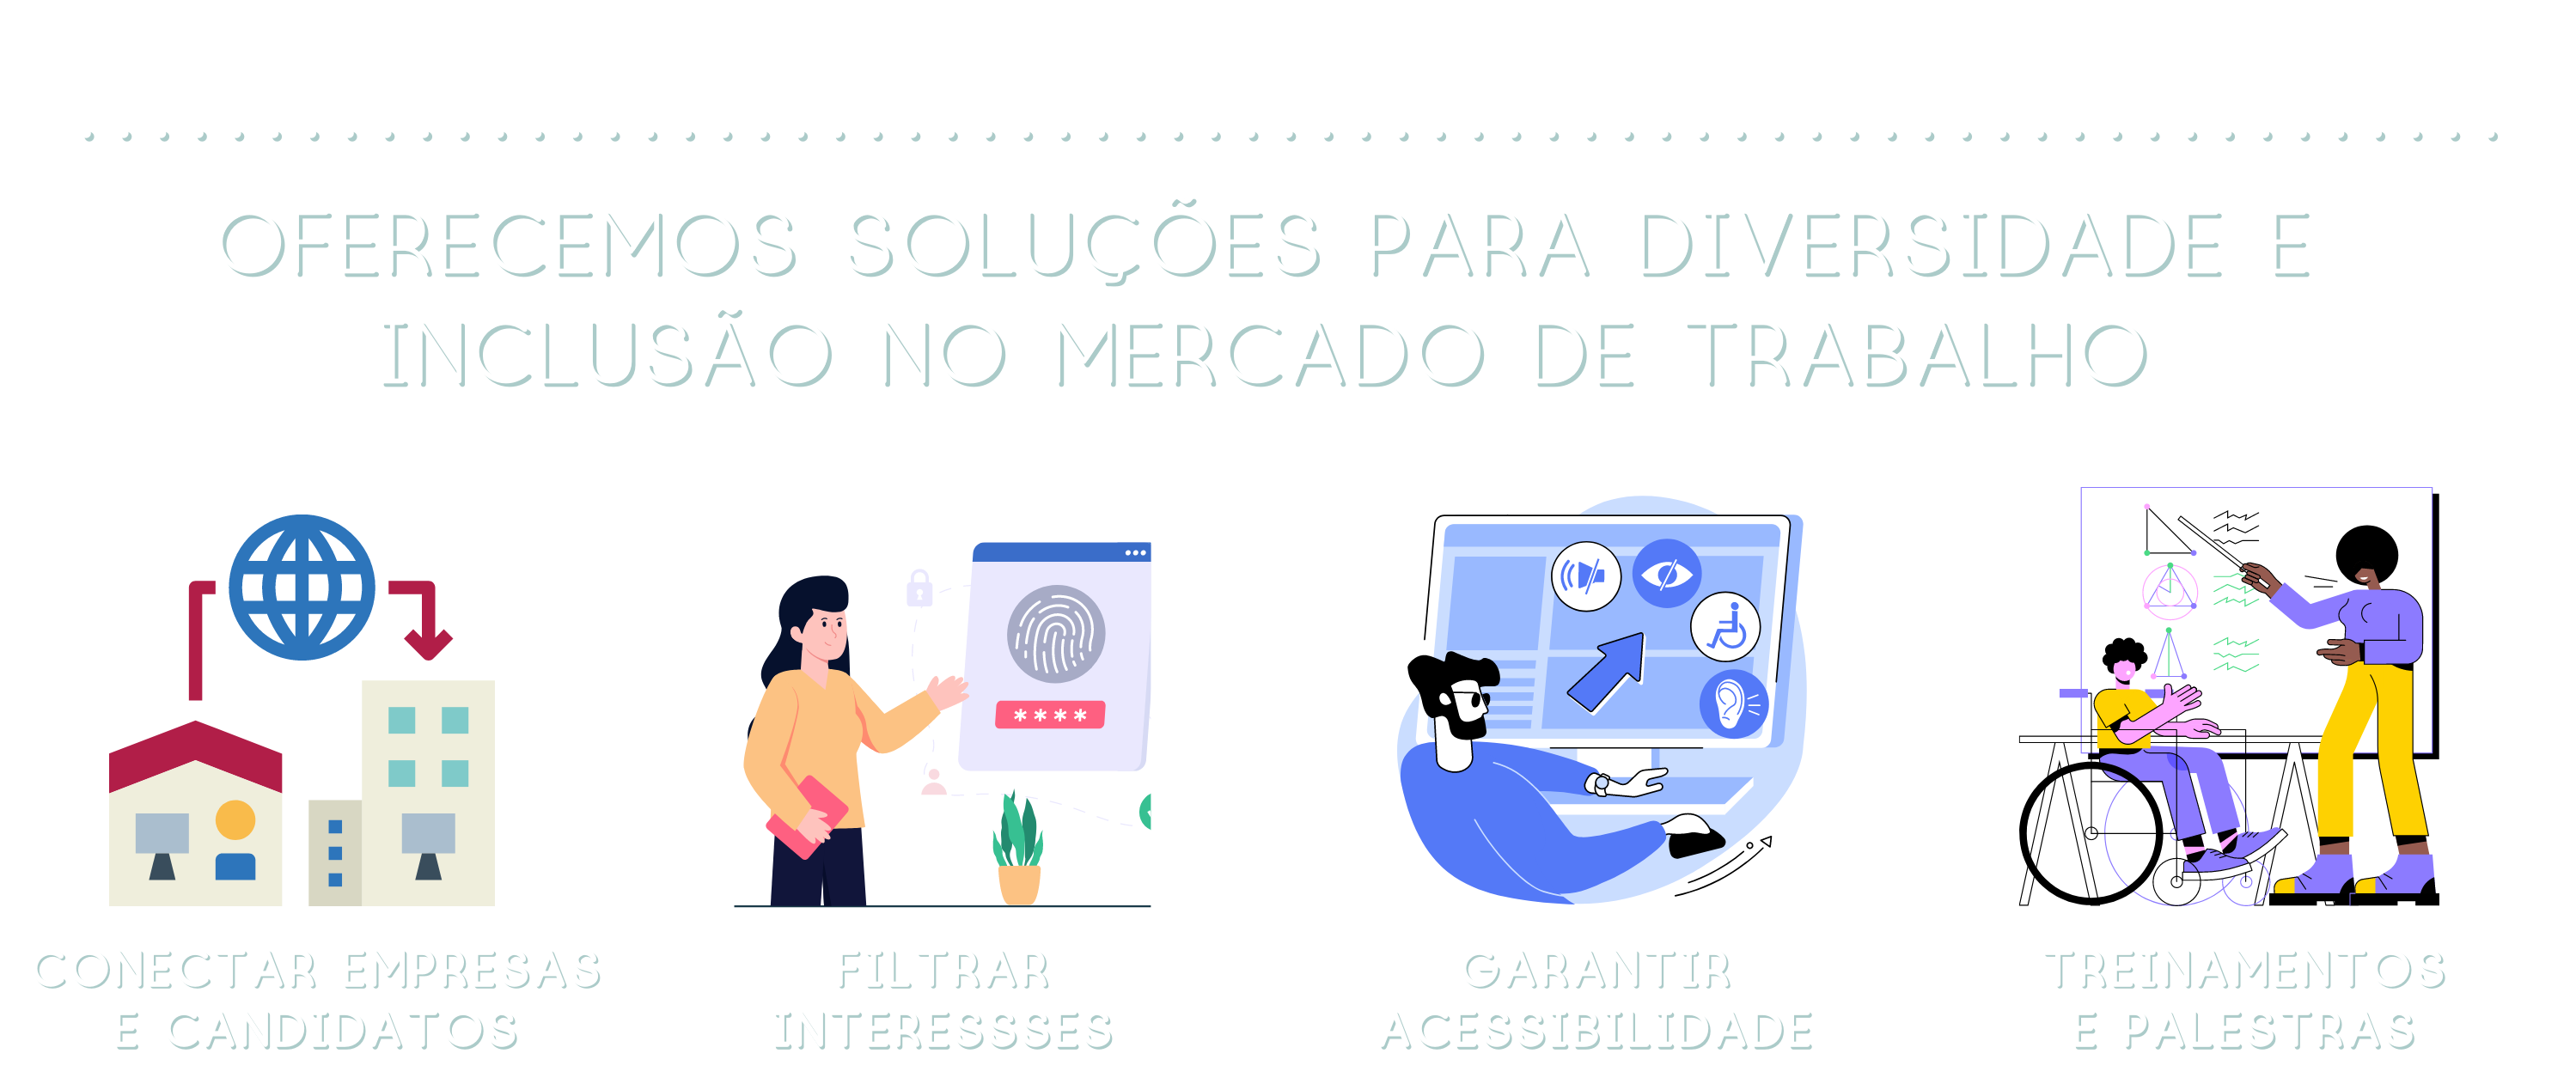 OFERECEMOS SOLUÇÕES PARA DIVERSIDADE E
INCLUSÃO NO MERCADO DE TRABALHO
****
CONECTAR EMPRESAS
E CANDIDATOS
FILTRAR
INTERESSSES
GARANTIR
ACESSIBILIDADE
TREINAMENTOS
E PALESTRAS